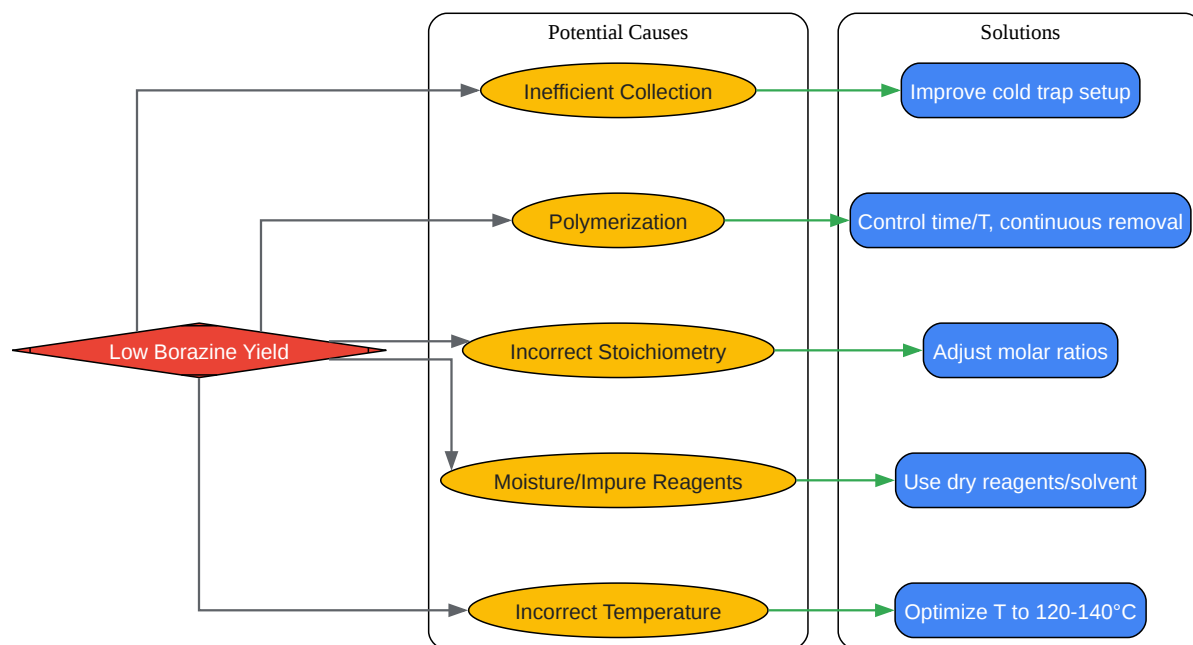 Potential Causes
Solutions
Inefficient Collection
Improve cold trap setup
Polymerization
Control time/T, continuous removal
Low Borazine Yield
Incorrect Stoichiometry
Adjust molar ratios
Moisture/Impure Reagents
Use dry reagents/solvent
Incorrect Temperature
Optimize T to 120-140°C